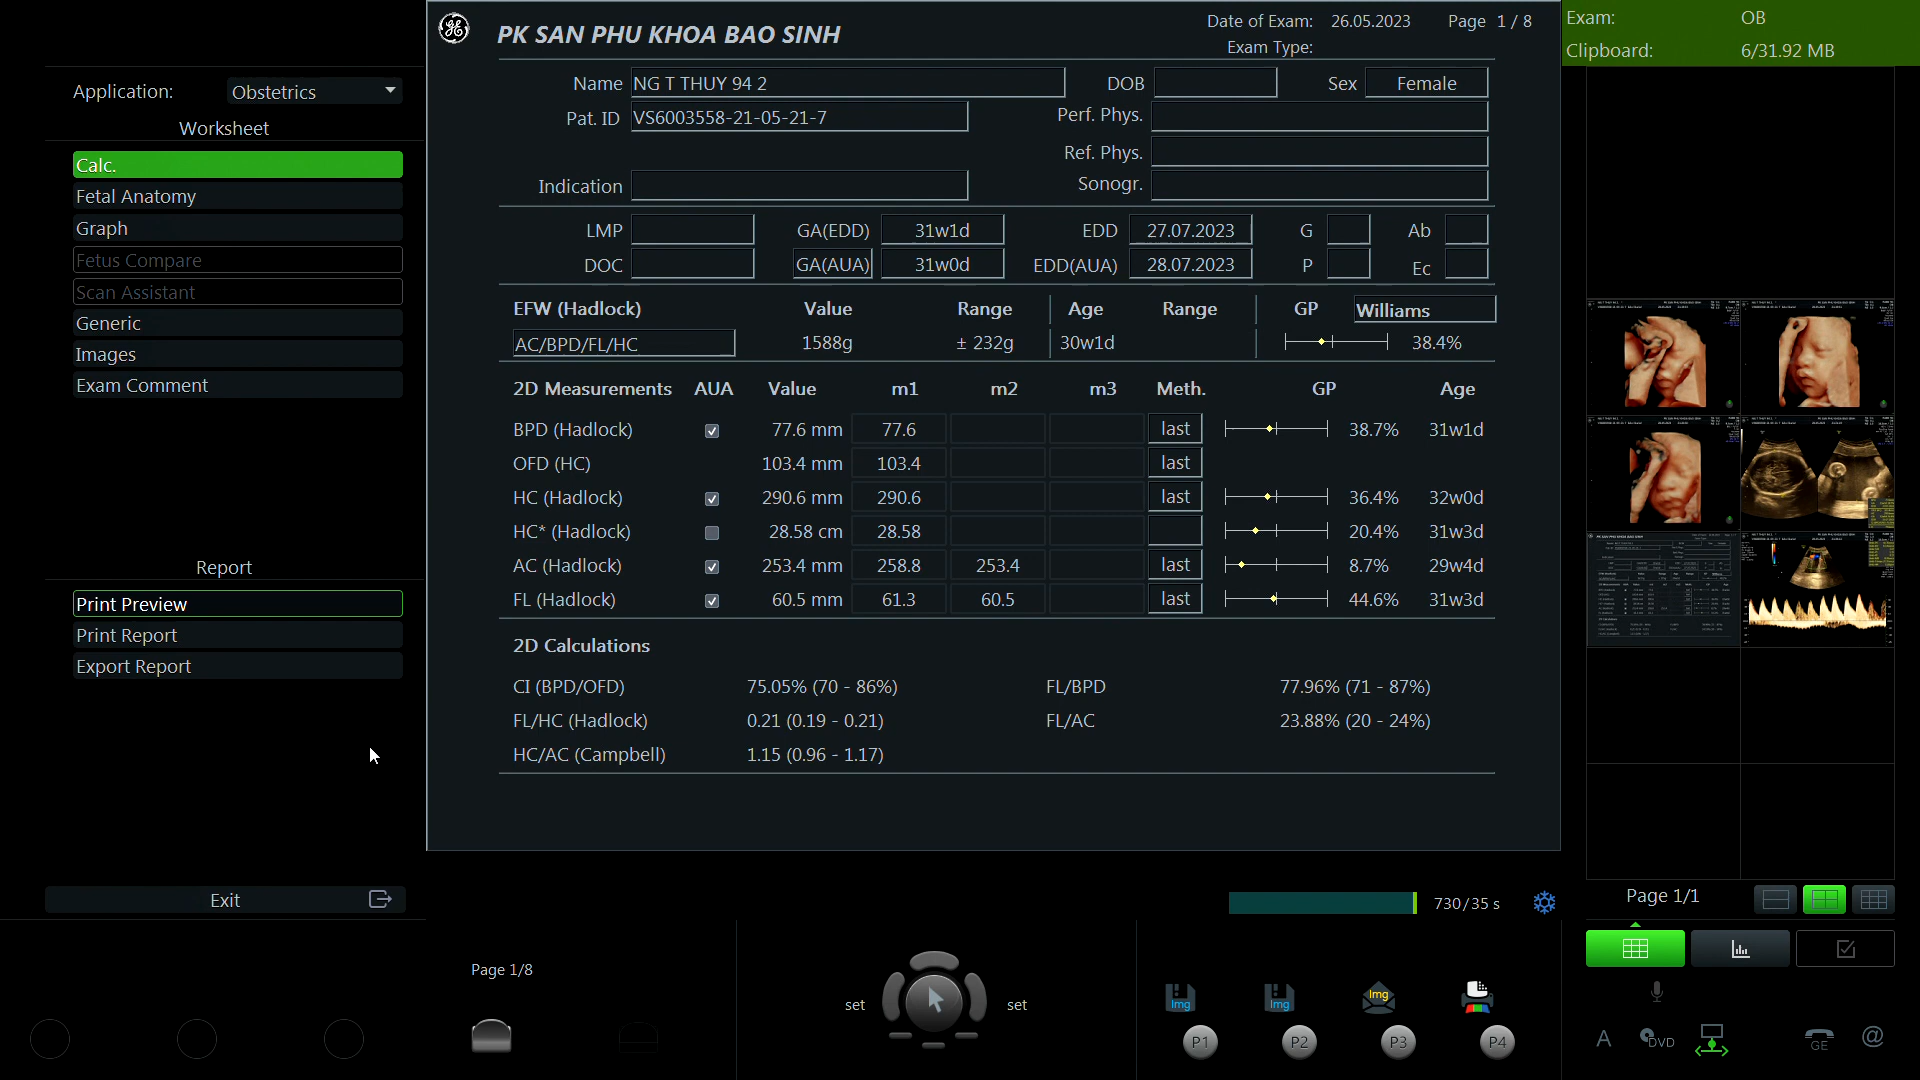 Application: Obstetrics
Worksheet
Calc.
Fetal Anatomy
Graph
Fetus Compare
Scan Assistant
Generic
Images
Exam Comment
Report
Print Preview
Print Report
Export Report
Exit
PK SAN PHU KHOA BAO SINH
Date of Exam: 26.05.2023 Page 1 / 8
Exam Type:
Name NG T THUY 94 2 DOB Sex Female
Pat. ID VS6003558-21-05-21-7 Perf. Phys.
Ref. Phys.
Indication Sonogr.
LMP GA(EDD) 31w1d EDD 27.07.2023 G Ab
DOC GA(AUA) 31w0d EDD(AUA) 28.07.2023 P Ec
EFW (Hadlock) Value Range Age Range GP Williams
AC/BPD/FL/HC 1588g ± 232g 30w1d 38.4%
2D Measurements AUA Value m1 m2 m3 Meth. GP Age
BPD (Hadlock) 77.6 mm 77.6 last 38.7% 31w1d
OFD (HC) 103.4 mm 103.4 last
HC (Hadlock) 290.6 mm 290.6 last 36.4% 32w0d
HC* (Hadlock) 28.58 cm 28.58 20.4% 31w3d
AC (Hadlock) 253.4 mm 258.8 253.4 last 8.7% 29w4d
FL (Hadlock) 60.5 mm 61.3 60.5 last 44.6% 31w3d
2D Calculations
CI (BPD/OFD) 75.05% (70 - 86%) FL/BPD 77.96% (71 - 87%)
FL/HC (Hadlock) 0.21 (0.19 - 0.21) FL/AC 23.88% (20 - 24%)
HC/AC (Campbell) 1.15 (0.96 - 1.17)
730/35 s
Page 1/8
set set
Img Img Img
P1 P2 P3 P4
Exam: OB
Clipboard: 6/31.92 MB
Page 1/1
A DVD GE @